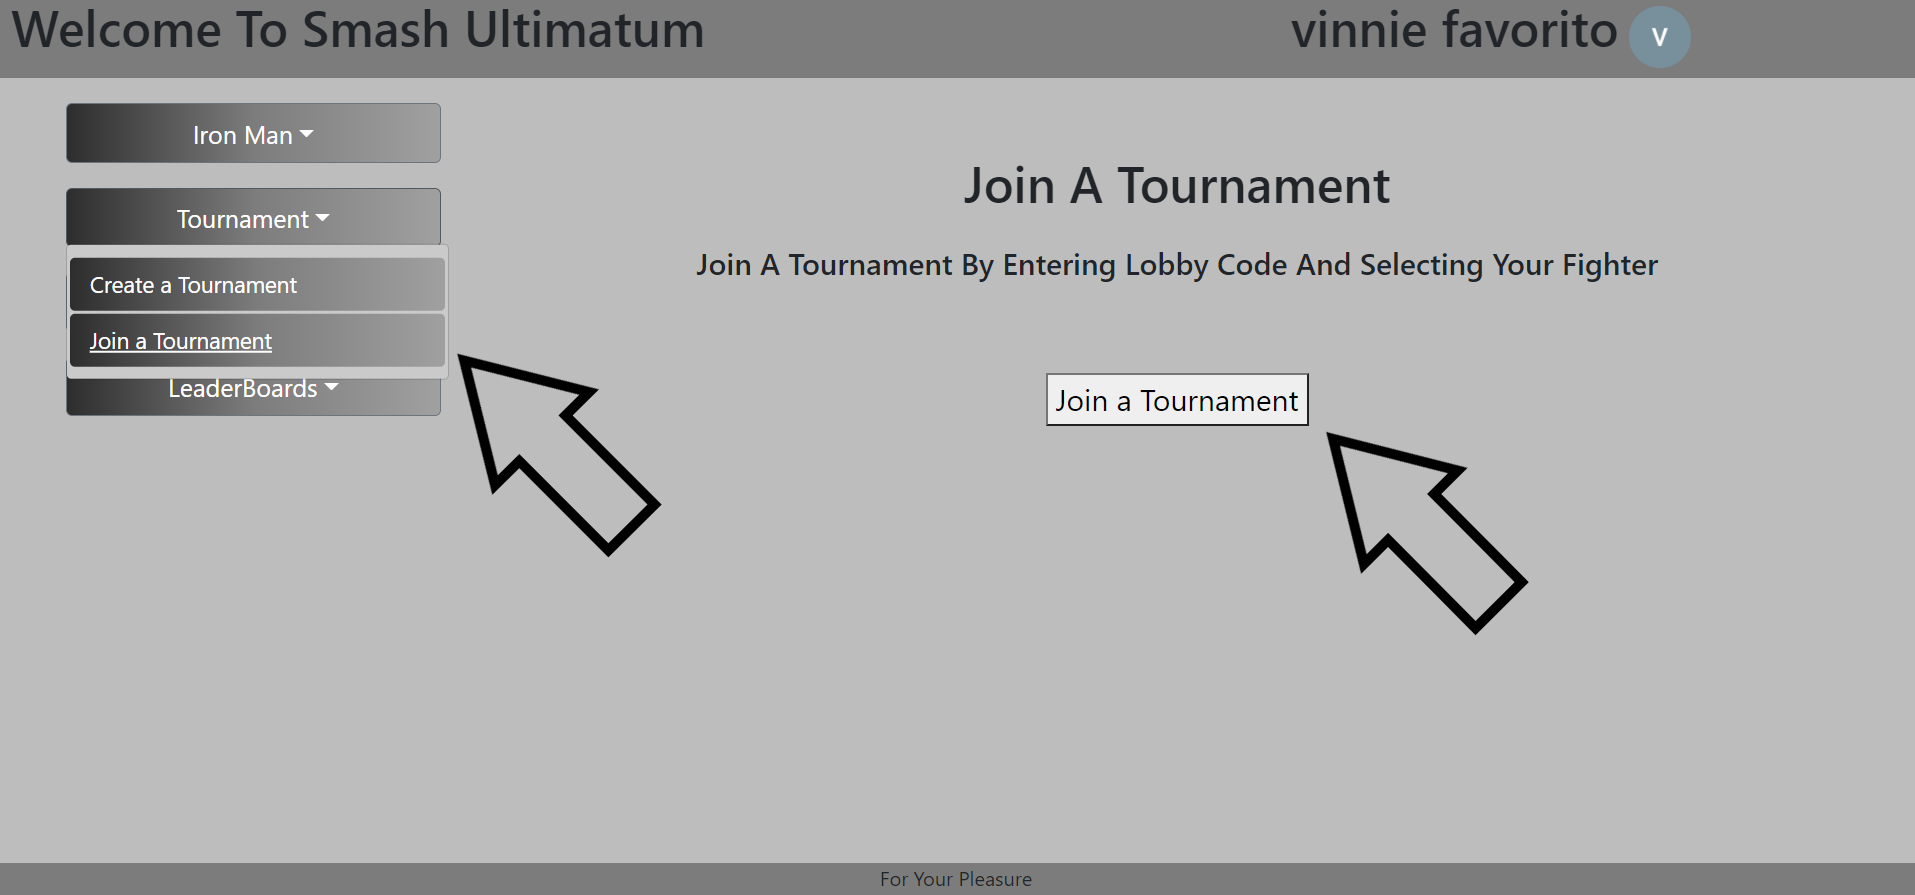 Welcome To Smash Ultimatum
vinnie favorito
V
Iron Man
Tournament
Create a Tournament
Join a Tournament
LeaderBoards
Join A Tournament
Join A Tournament By Entering Lobby Code And Selecting Your Fighter
Join a Tournament
For Your Pleasure